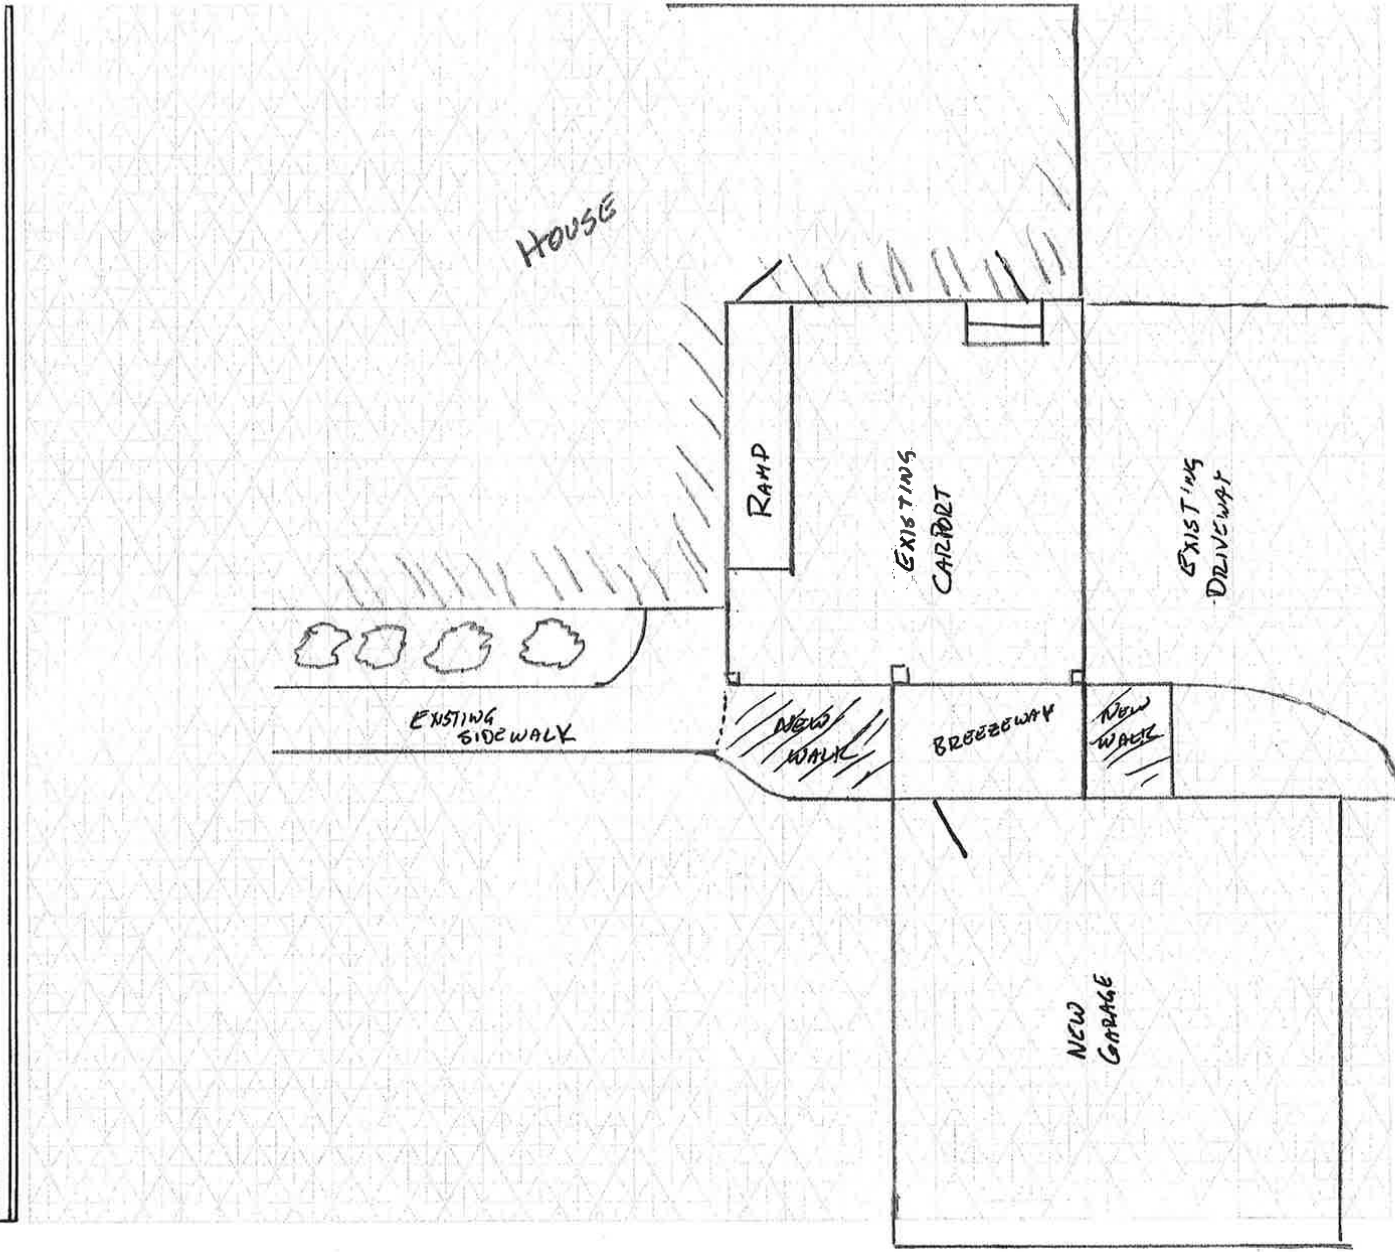 HOUSE
RAMP
EXISTING
CARPORT
EXISTING
DRIVEWAY
EXISTING
SIDEWALK
NEW
WALK
BREEZEWAY
NEW
WALK
NEW
GARAGE